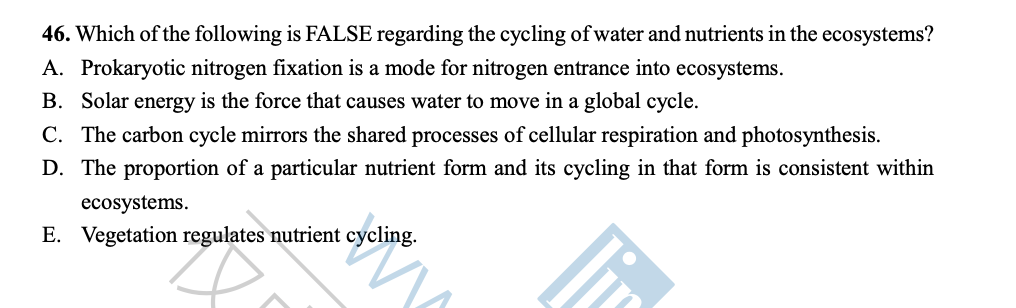 46. Which of the following is FALSE regarding the cycling of water and nutrients in the ecosystems?
A. Prokaryotic nitrogen fixation is a mode for nitrogen entrance into ecosystems.
B. Solar energy is the force that causes water to move in a global cycle.
C. The carbon cycle mirrors the shared processes of cellular respiration and photosynthesis.
D. The proportion of a particular nutrient form and its cycling in that form is consistent within
ecosystems.
E. Vegetation regulates nutrient cycling.